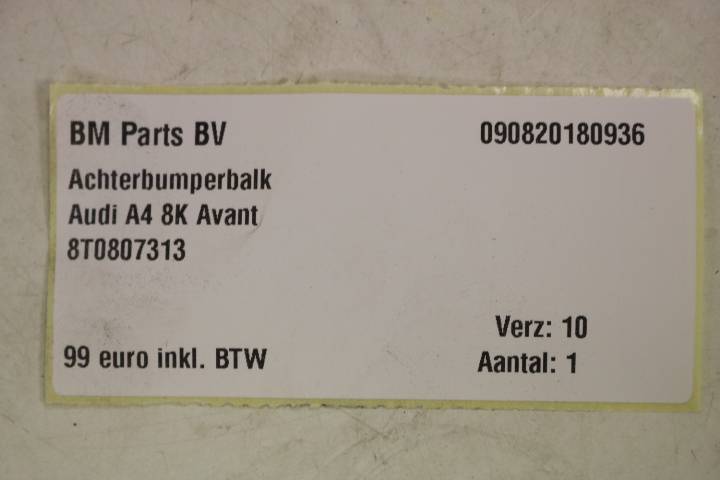 BM Parts BV 090820180936
Achterbumperbalk
Audi A4 8K Avant
8T0807313
Verz: 10
99 euro inkl. BTW Aantal: 1